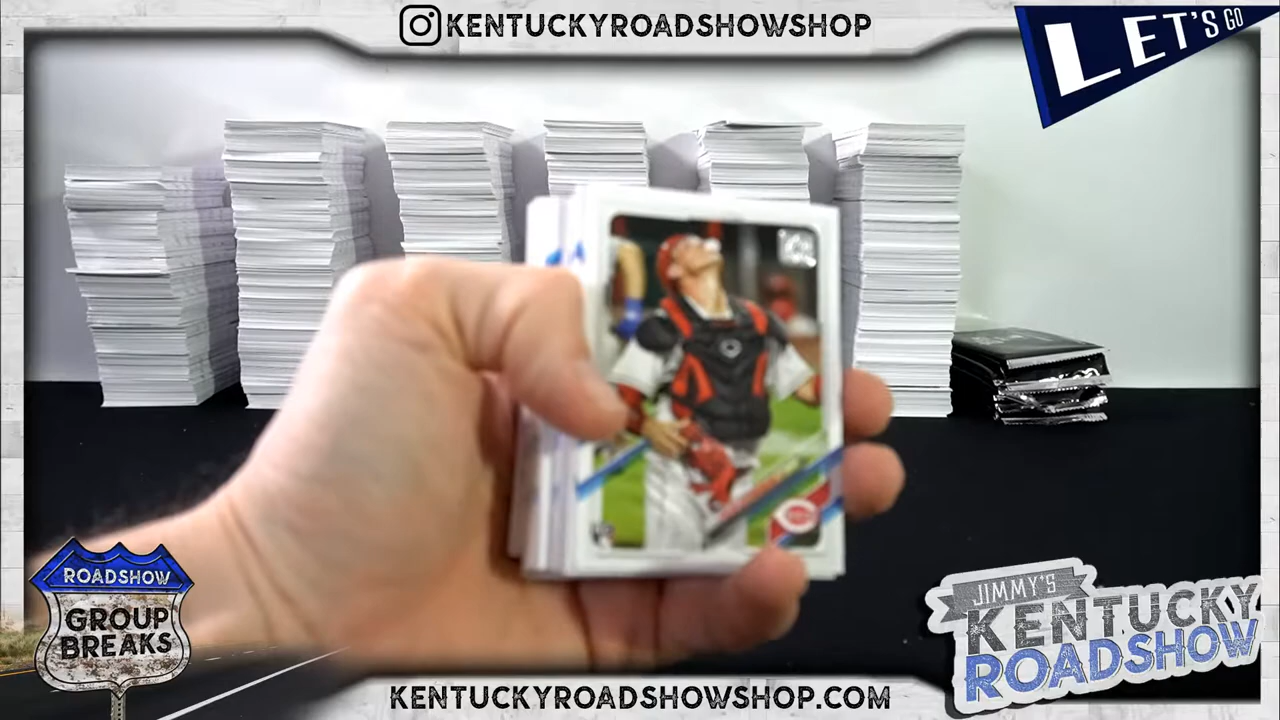 KENTUCKYROADSHOWSHOP
LET'S GO
ROADSHOW
GROUP
BREAKS
JIMMY'S
KENTUCKY
ROADSHOW
KENTUCKYROADSHOWSHOP.COM